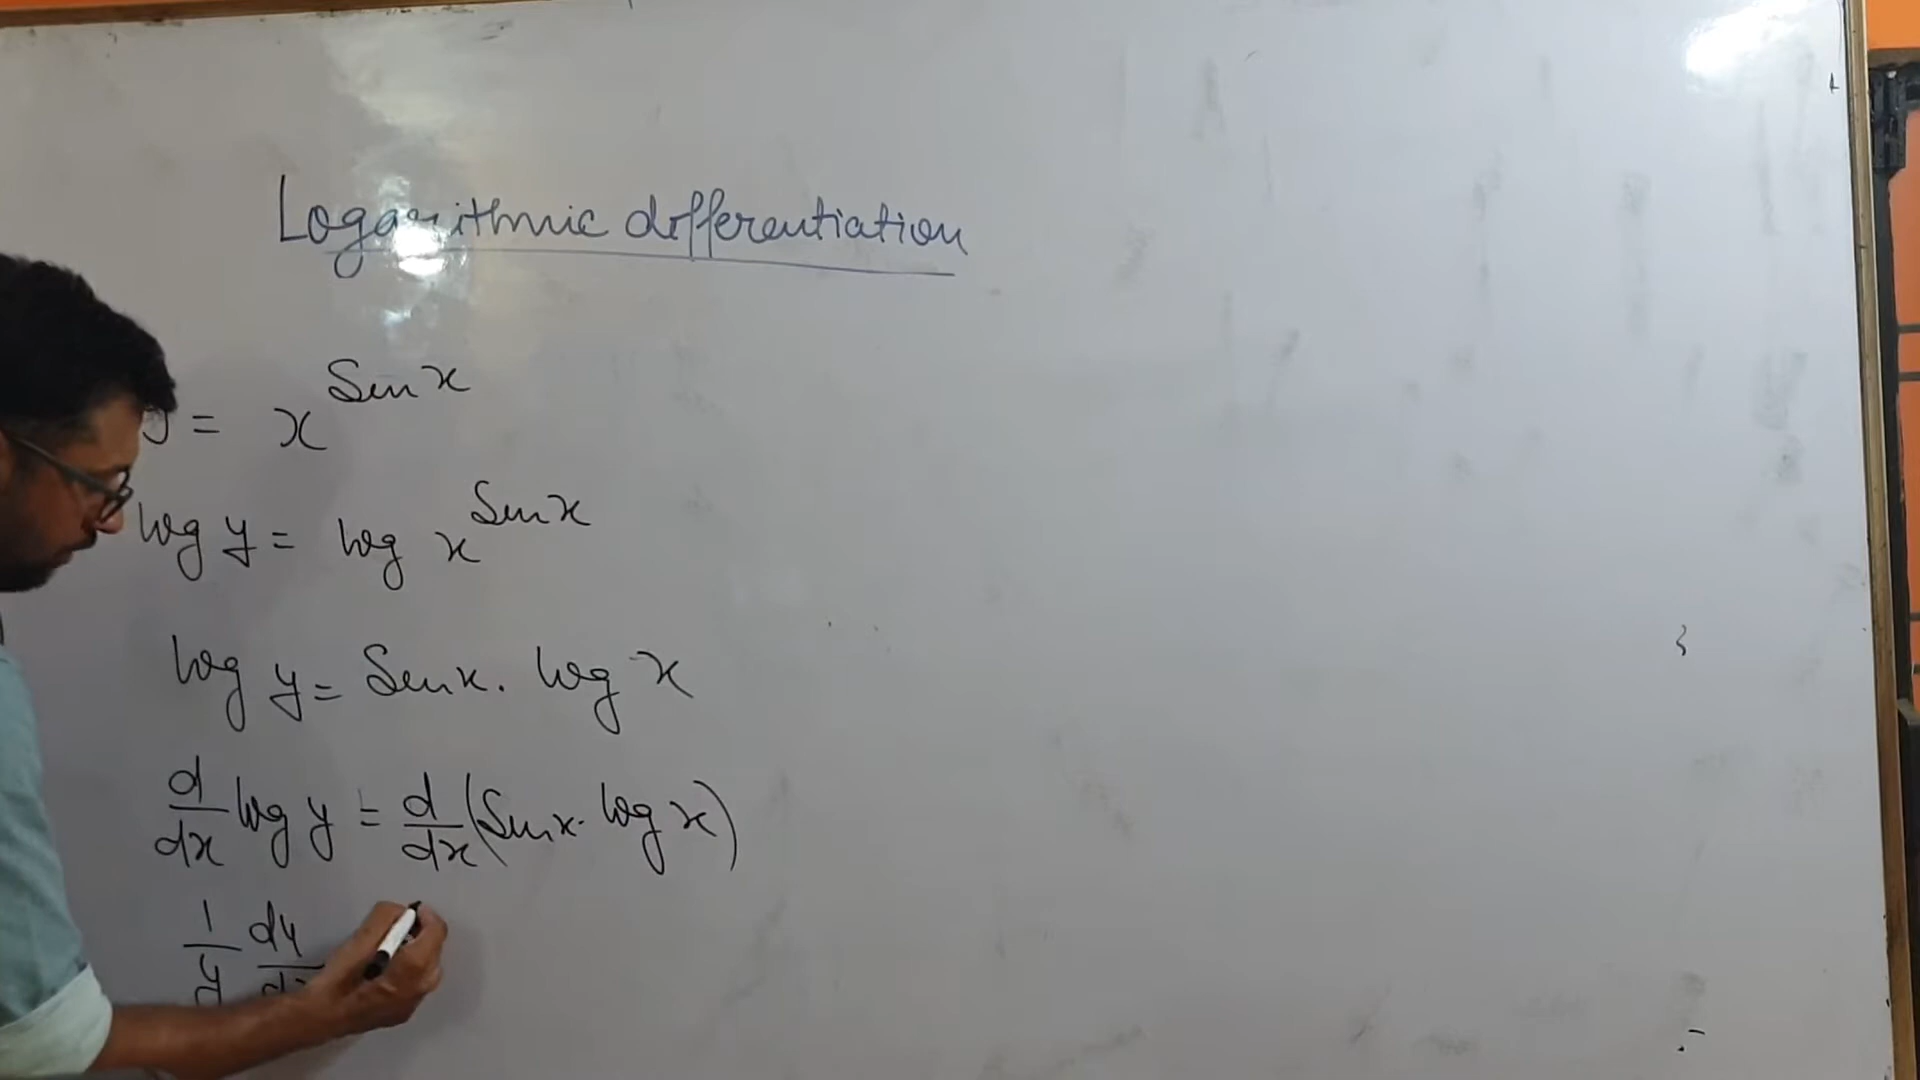 Logarithmic differentiation
y = x^Sin x
log y = log x^Sin x
log y = Sin x . log x
d/dx log y = d/dx (Sin x . log x)
1/y dy/dx